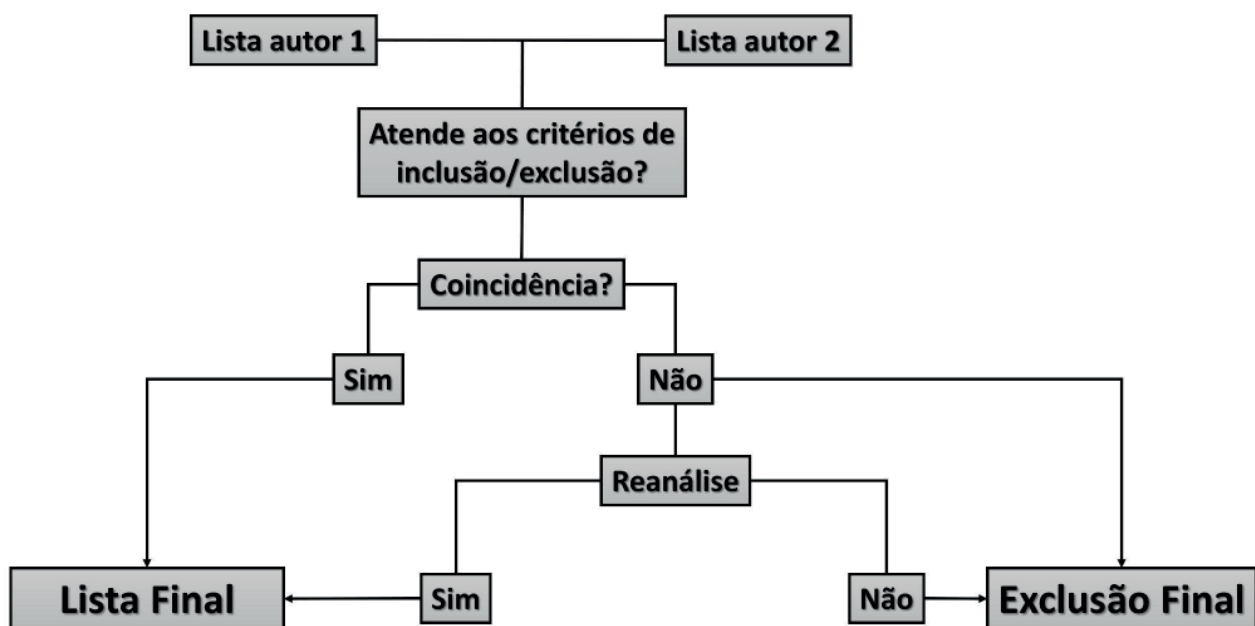 Lista autor 1
Lista autor 2
Atende aos critérios de
inclusão/exclusão?
Coincidência?
Sim
Não
Reanálise
Lista Final
Sim
Não
Exclusão Final